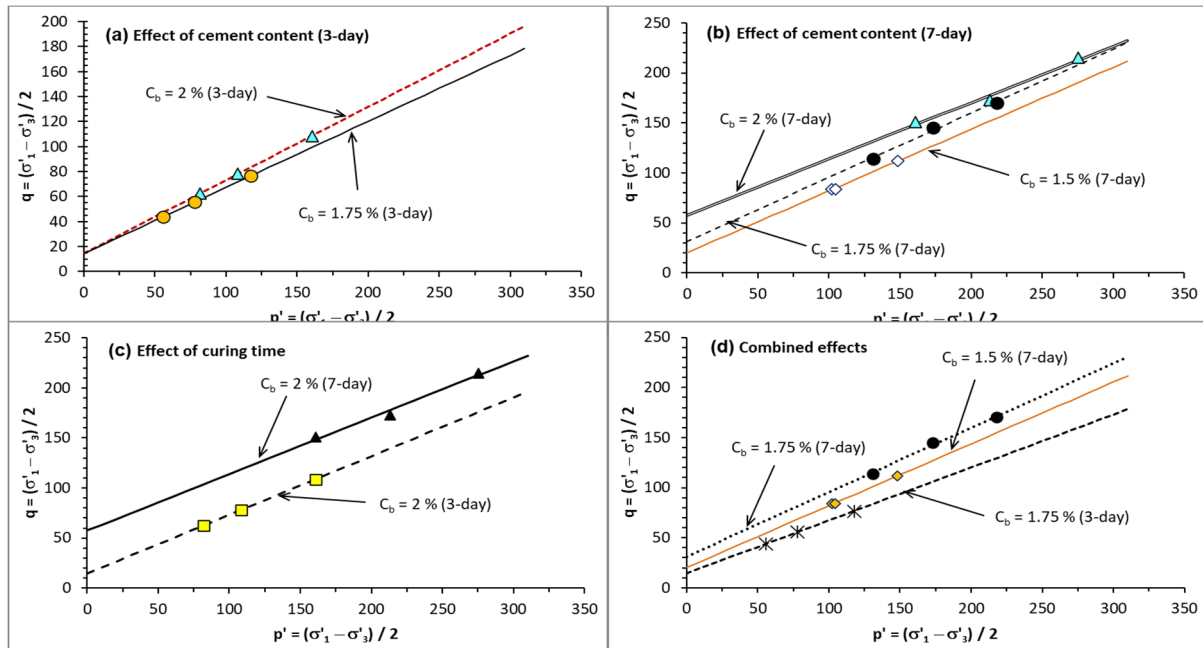 (a) Effect of cement content (3-day)
200
180
160
140
120
100
80
60
40
20
0
q = (σ'₁ – σ'₃) / 2
C_b = 2 % (3-day)
C_b = 1.75 % (3-day)
0 50 100 150 200 250 300
p' = (σ'₁ – σ'₃) / 2
(b) Effect of cement content (7-day)
250
200
150
100
50
0
q = (σ'₁ – σ'₃) / 2
C_b = 2 % (7-day)
C_b = 1.5 % (7-day)
C_b = 1.75 % (7-day)
0 50 100 150 200 250 300
p' = (σ'₁ – σ'₃) / 2
(c) Effect of curing time
250
200
150
100
50
0
q = (σ'₁ – σ'₃) / 2
C_b = 2 % (7-day)
C_b = 2 % (3-day)
0 50 100 150 200 250 300
p' = (σ'₁ – σ'₃) / 2
(d) Combined effects
250
200
150
100
50
0
q = (σ'₁ – σ'₃) / 2
C_b = 1.5 % (7-day)
C_b = 1.75 % (7-day)
C_b = 1.75 % (3-day)
0 50 100 150 200 250 300
p' = (σ'₁ – σ'₃) / 2